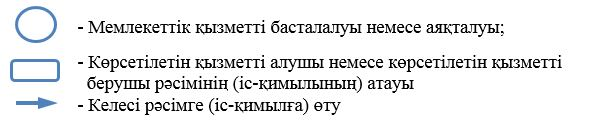 - Мемлекеттік қызметті басталалуы немесе аяқталуы;
- Көрсетілетін қызметті алушы немесе көрсетілетін қызметті
берушы рәсімінің (іс-қимылының) атауы
- Келесі рәсімге (іс-қимылға) өту